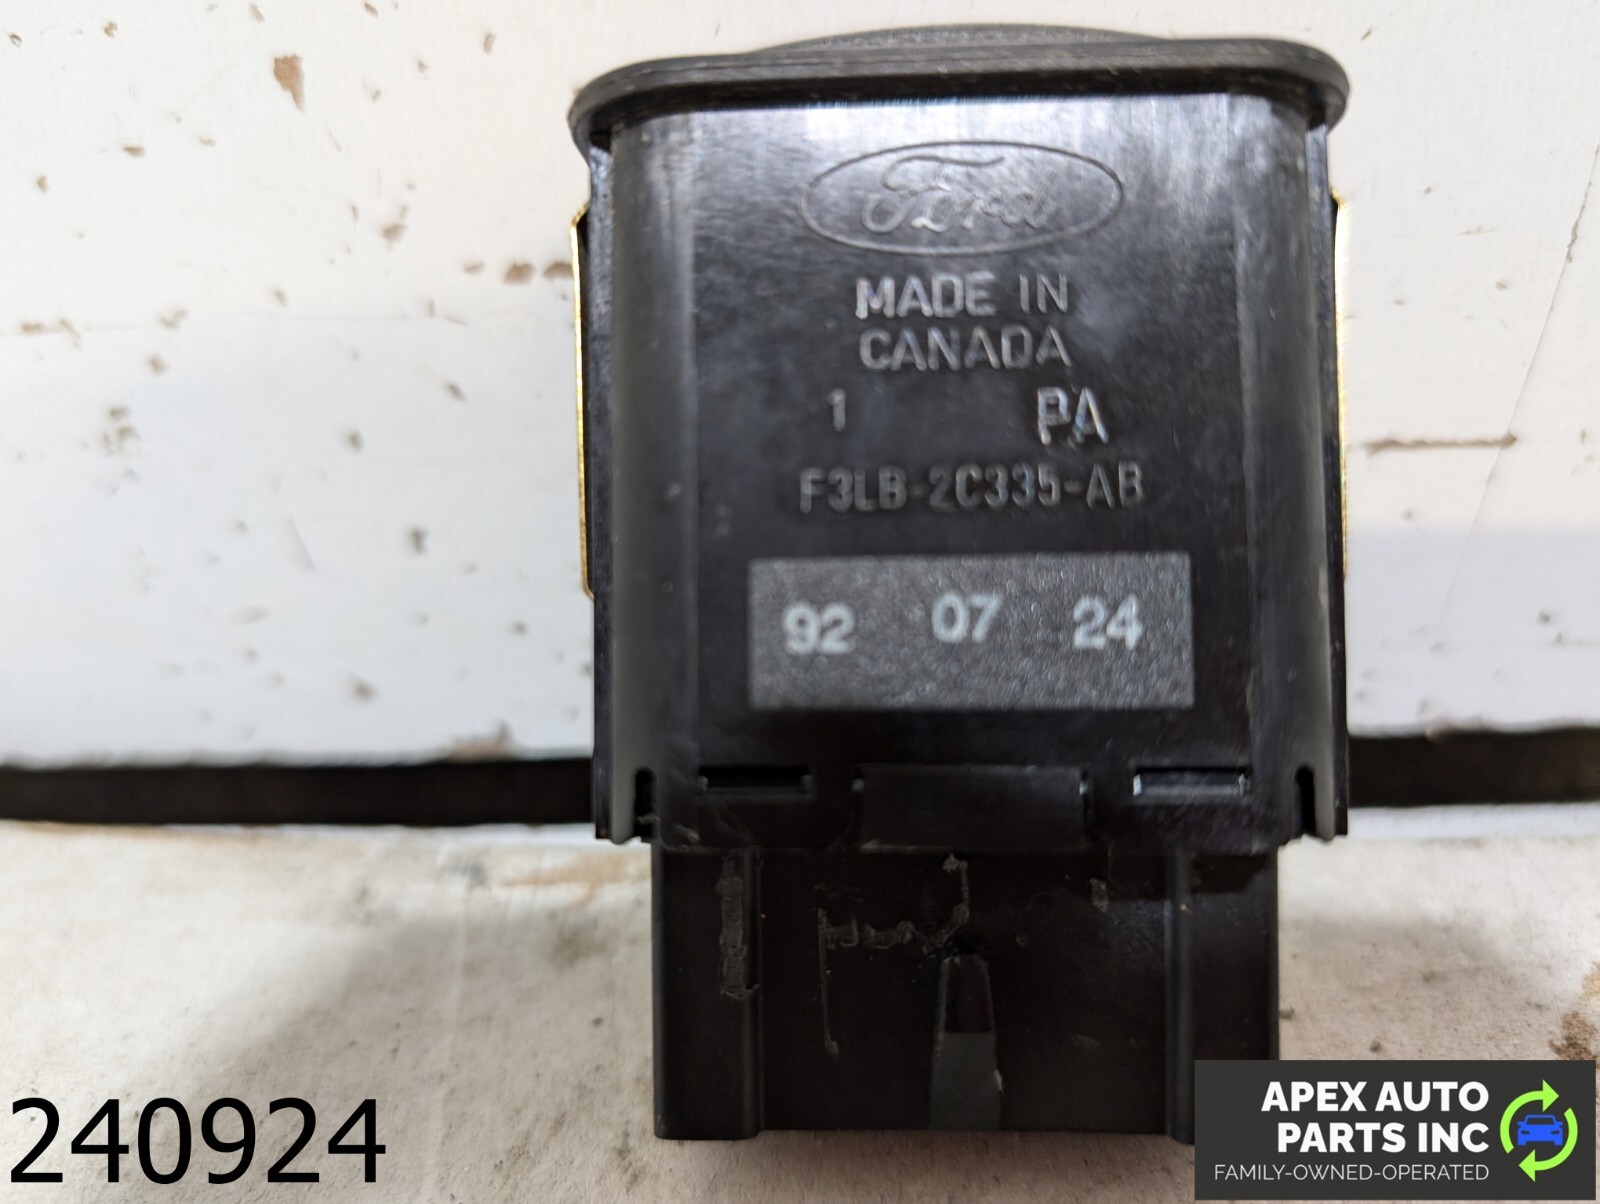 Ford
MADE IN
CANADA
1 PA
F3LB-2C335-AB
92 07 24
240924
APEX AUTO
PARTS INC
FAMILY-OWNED-OPERATED